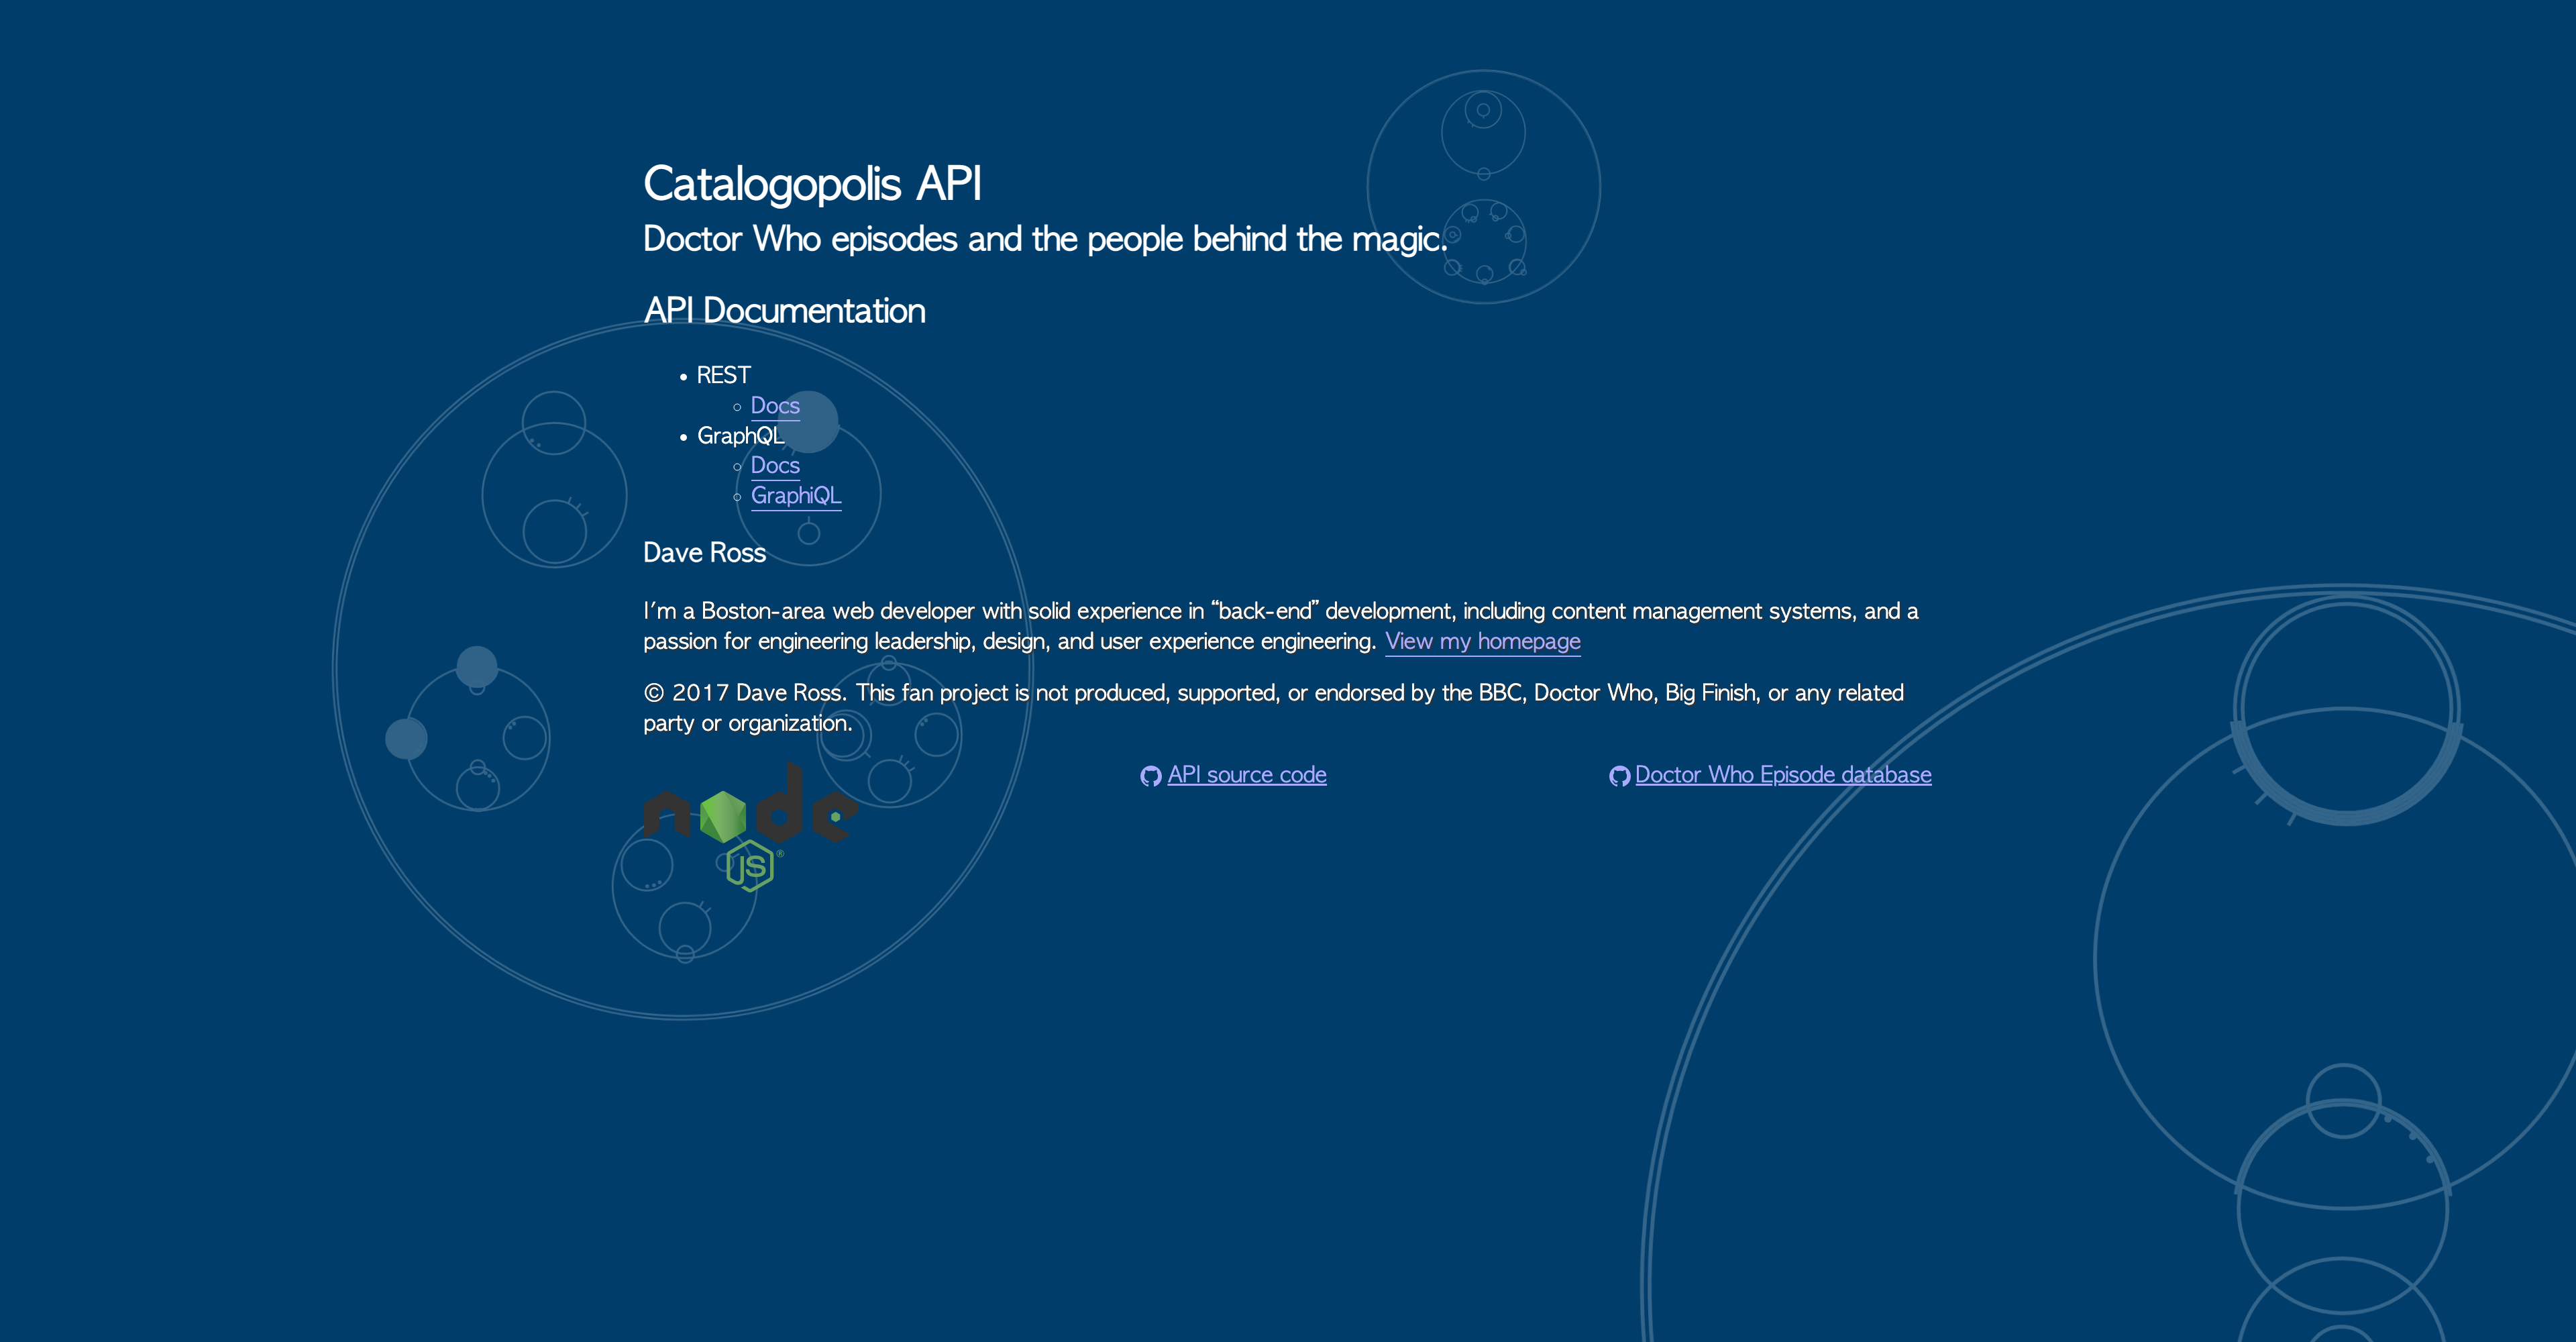 Catalogopolis API
Doctor Who episodes and the people behind the magic.
API Documentation
• REST
◦ Docs
• GraphQL
◦ Docs
◦ GraphiQL
Dave Ross
I'm a Boston-area web developer with solid experience in “back-end” development, including content management systems, and a
passion for engineering leadership, design, and user experience engineering. View my homepage
© 2017 Dave Ross. This fan project is not produced, supported, or endorsed by the BBC, Doctor Who, Big Finish, or any related
party or organization.
API source code
Doctor Who Episode database
node
JS®